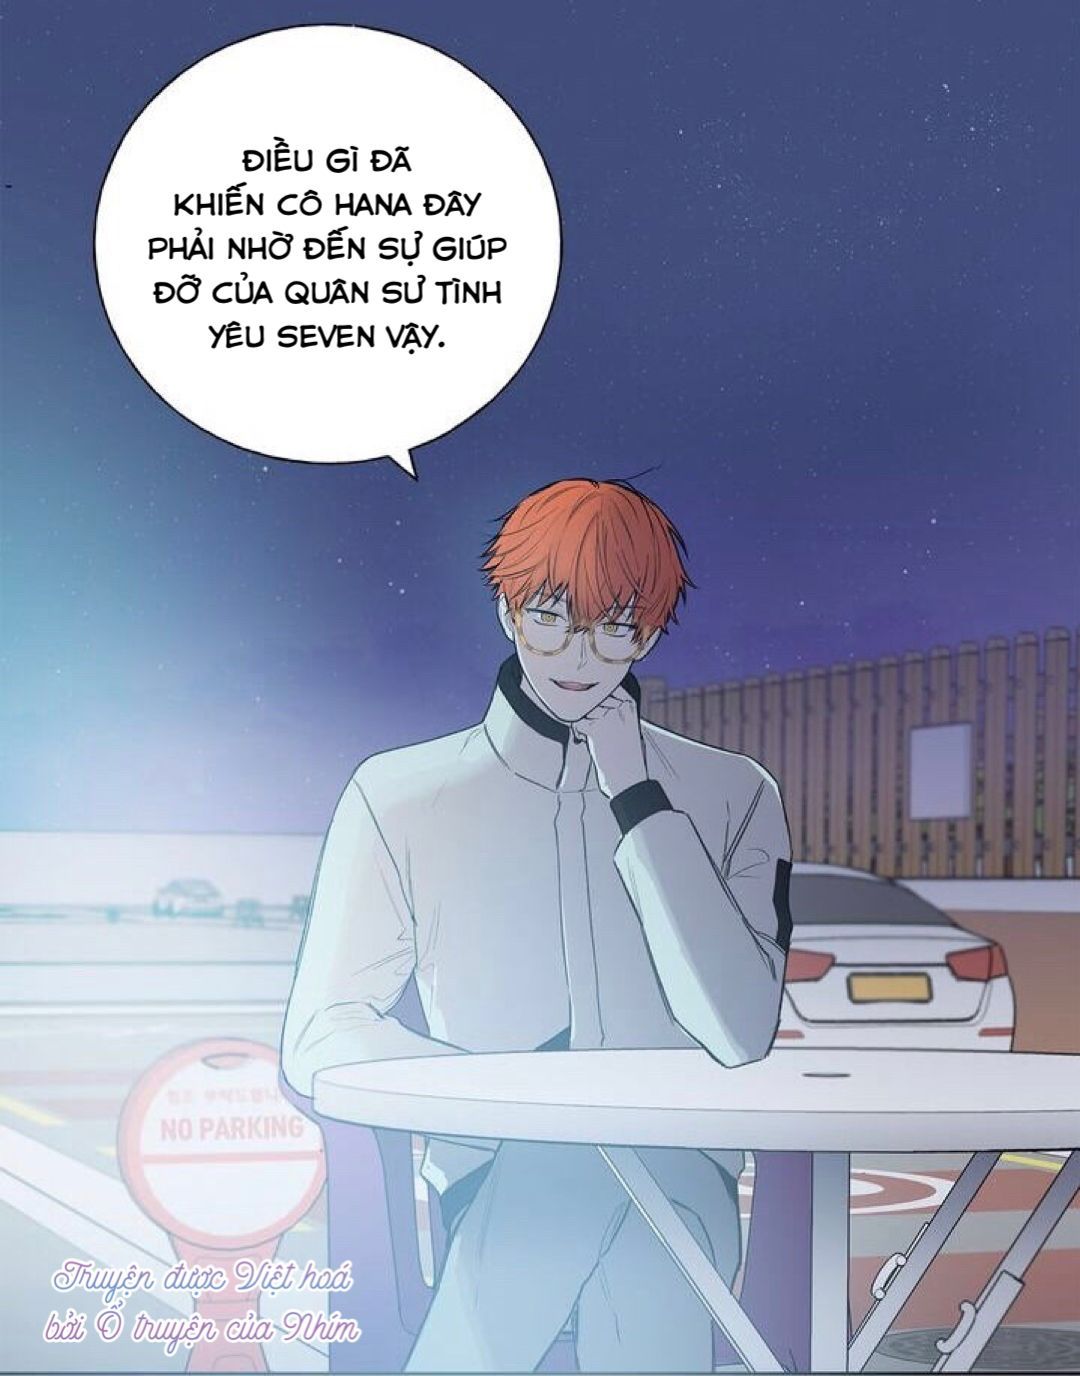 ĐIỀU GÌ ĐÃ
KHIẾN CÔ HANA ĐÂY
PHẢI NHỜ ĐẾN SỰ GIÚP
ĐỠ CỦA QUÂN SƯ TÌNH
YÊU SEVEN VẬY.
NO PARKING
Truyện được Việt hoá
bởi Ổ truyện của Nhím